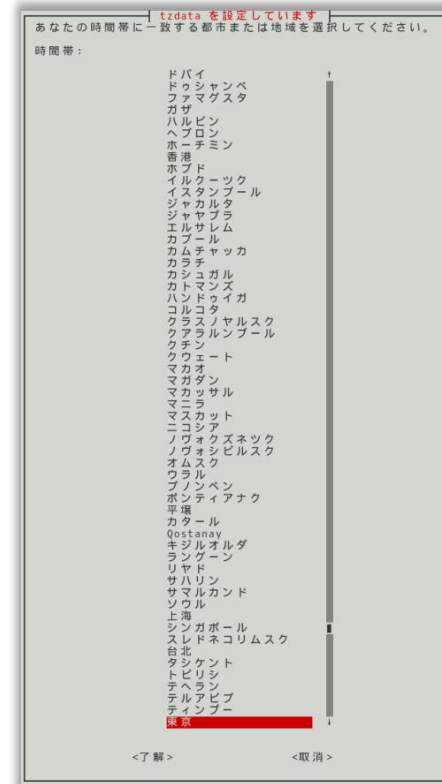 tzdata を設定しています
あなたの時間帯に一致する都市または地域を選択してください。
時間帯:
ドバイ
ドゥシャンベ
ファマグスタ
ガザ
ハルビン
ヘブロン
ホーチミン
香港
ホブド
イルクーツク
イスタンブール
ジャカルタ
ジャヤプラ
エルサレム
カブール
カムチャッカ
カラチ
カシュガル
カトマンズ
ハンドゥイガ
コルコタ
クラスノヤルスク
クアラルンプール
クチン
クウェート
マカオ
マガダン
マカッサル
マニラ
マスカット
ニコシア
ノヴォクズネツク
ノヴォシビルスク
オムスク
ウラル
プノンペン
ポンティアナク
平壌
カタール
Qostanay
キジルオルダ
ラングーン
リヤド
サハリン
サマルカンド
ソウル
上海
シンガポール
スレドネコリムスク
台北
タシケント
トビリシ
テヘラン
テルアビブ
ティンプー
東京
<了解> <取消>